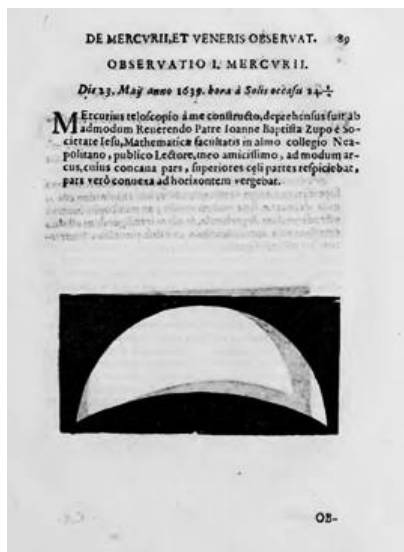 DE MERCVRII, ET VENERIS OBSERVAT. 89
OBSERVATIO I. MERCVRII.
Die 23. Maÿ anno 1639. hora à Solis occasu 24.½
MErcurius teloscopio à me constructo, deprehensus fuit ab
admodum Reuerendo Patre Ioanne Baptista Zupo è So-
cietate Iesu, Mathematicæ facultatis in almo collegio Nea-
politano, publico Lectore, meo amicissimo, ad modum ar-
cus, cuius concaua pars, superiores cęli partes respiciebat,
pars verò conuexa ad horizontem vergebat.
OB-